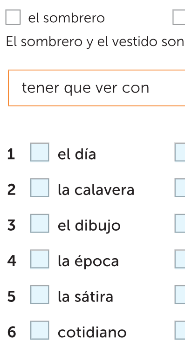 el sombrero
El sombrero y el vestido son
tener que ver con
1 el día
2 la calavera
3 el dibujo
4 la época
5 la sátira
6 cotidiano